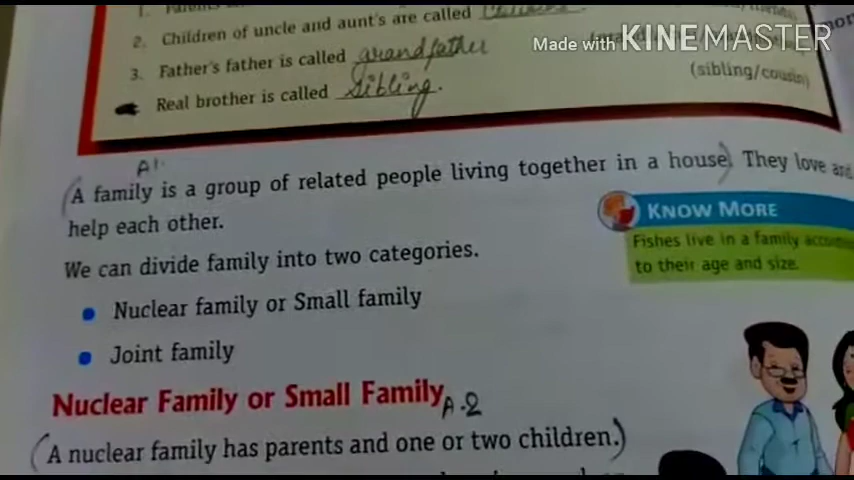 1. Parents
2. Children of uncle and aunt's are called
3. Father's father is called grandfather
Made with KINEMASTER
(sibling/cousin)
Real brother is called Sibling.
A1.
(A family is a group of related people living together in a house) They love and
help each other.
KNOW MORE
Fishes live in a family
to their age and size.
We can divide family into two categories.
• Nuclear family or Small family
• Joint family
Nuclear Family or Small Family A-2
(A nuclear family has parents and one or two children.)